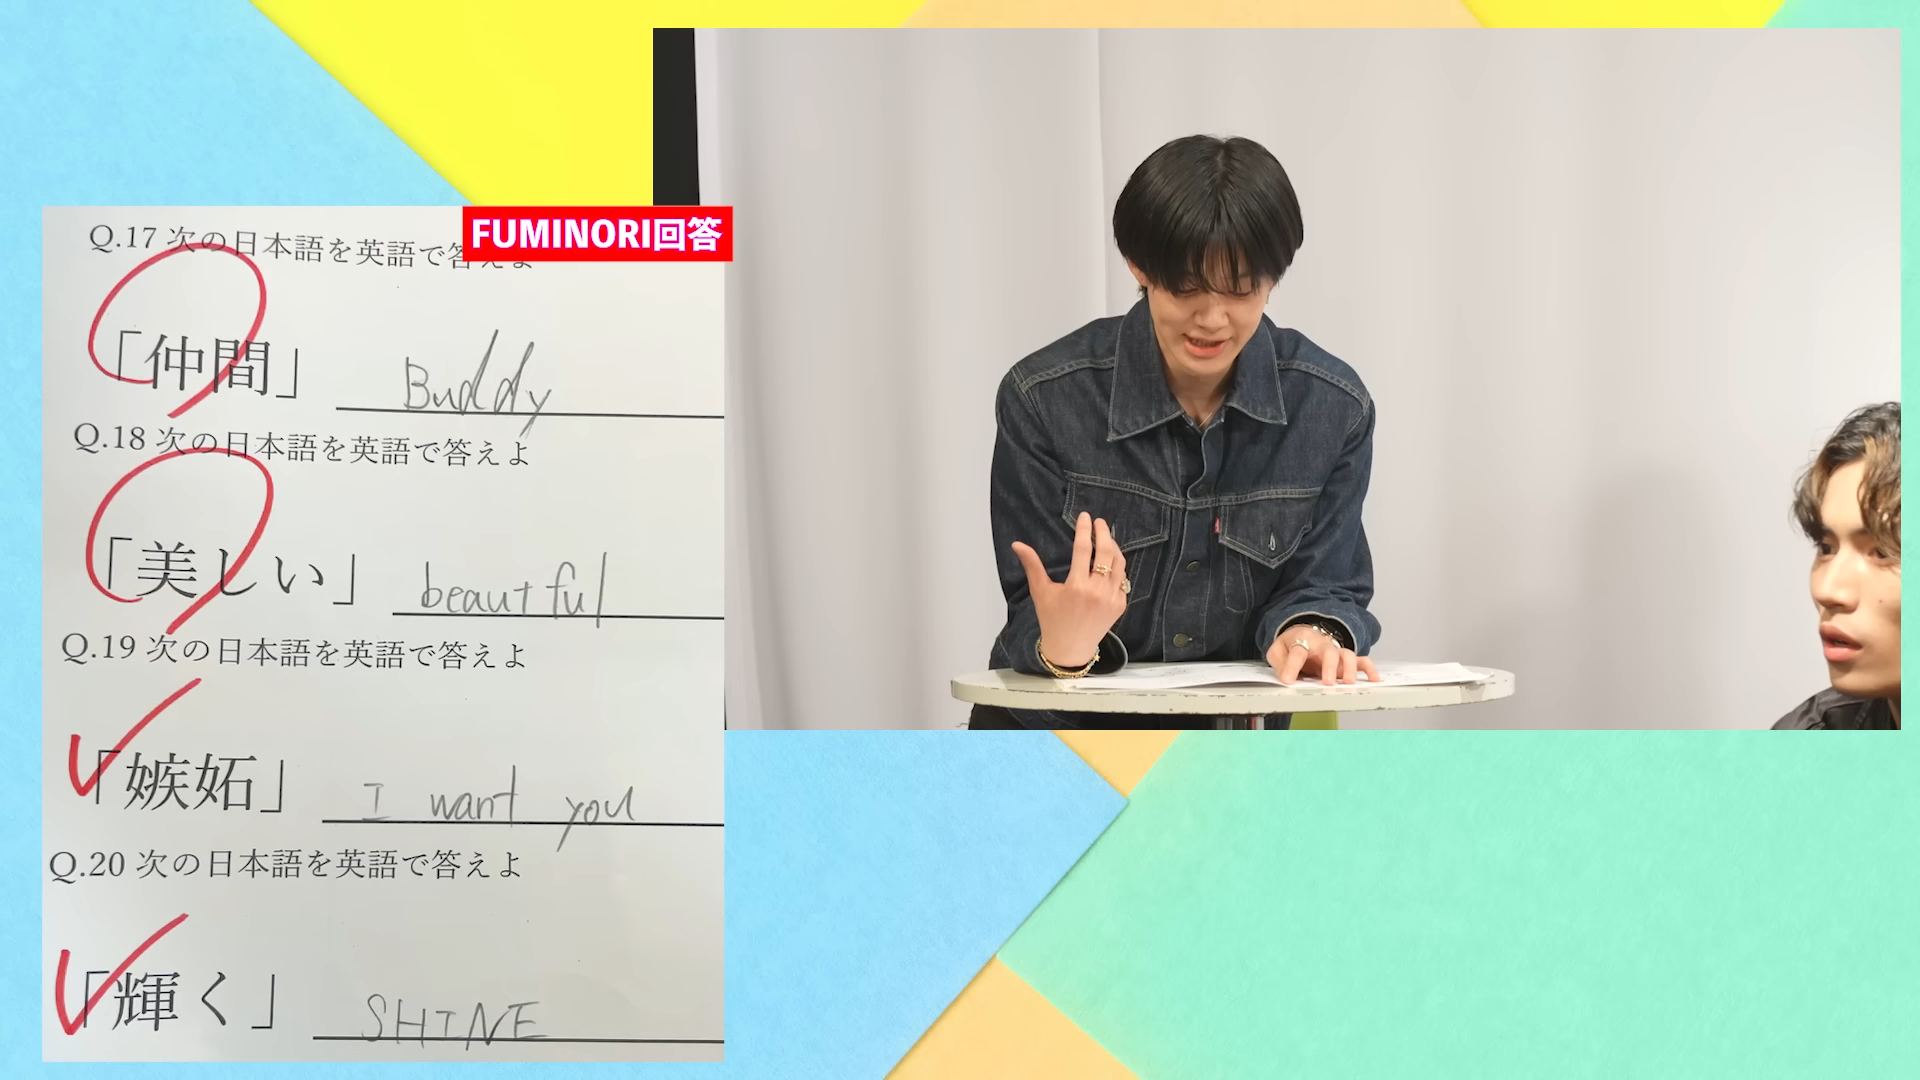 FUMINORI回答
Q.17 次の日本語を英語で答えよ
「仲間」 Buddy
Q.18 次の日本語を英語で答えよ
「美しい」 beautful
Q.19 次の日本語を英語で答えよ
「嫉妬」 I want you
Q.20 次の日本語を英語で答えよ
「輝く」 SHINE